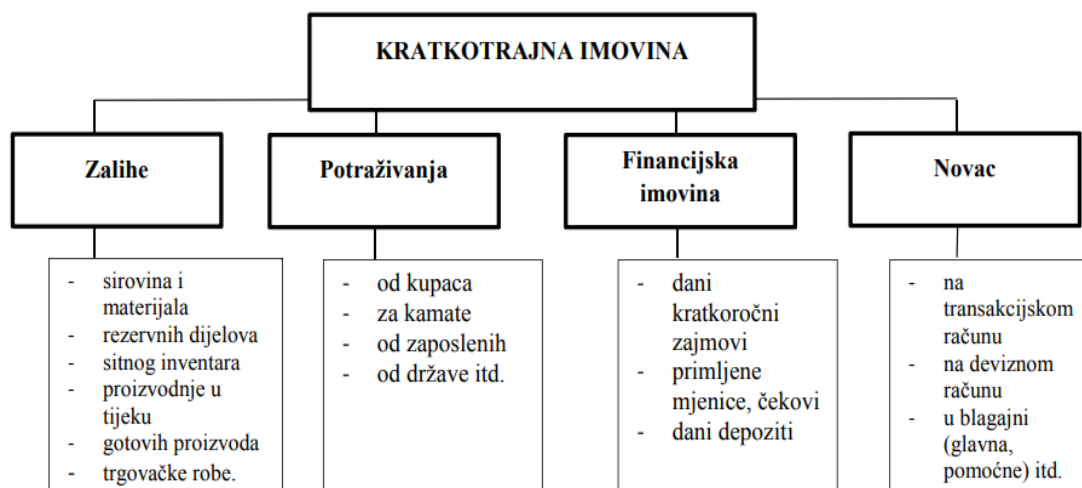 KRATKOTRAJNA IMOVINA
Zalihe
Potraživanja
Financijska
imovina
Novac
- sirovina i
materijala
- rezervnih dijelova
- sitnog inventara
- proizvodnje u
tijeku
- gotovih proizvoda
- trgovačke robe.
- od kupaca
- za kamate
- od zaposlenih
- od države itd.
- dani
kratkoročni
zajmovi
- primljene
mjenice, čekovi
- dani depoziti
- na
transakcijskom
računu
- na deviznom
računu
- u blagajni
(glavna,
pomoćne) itd.